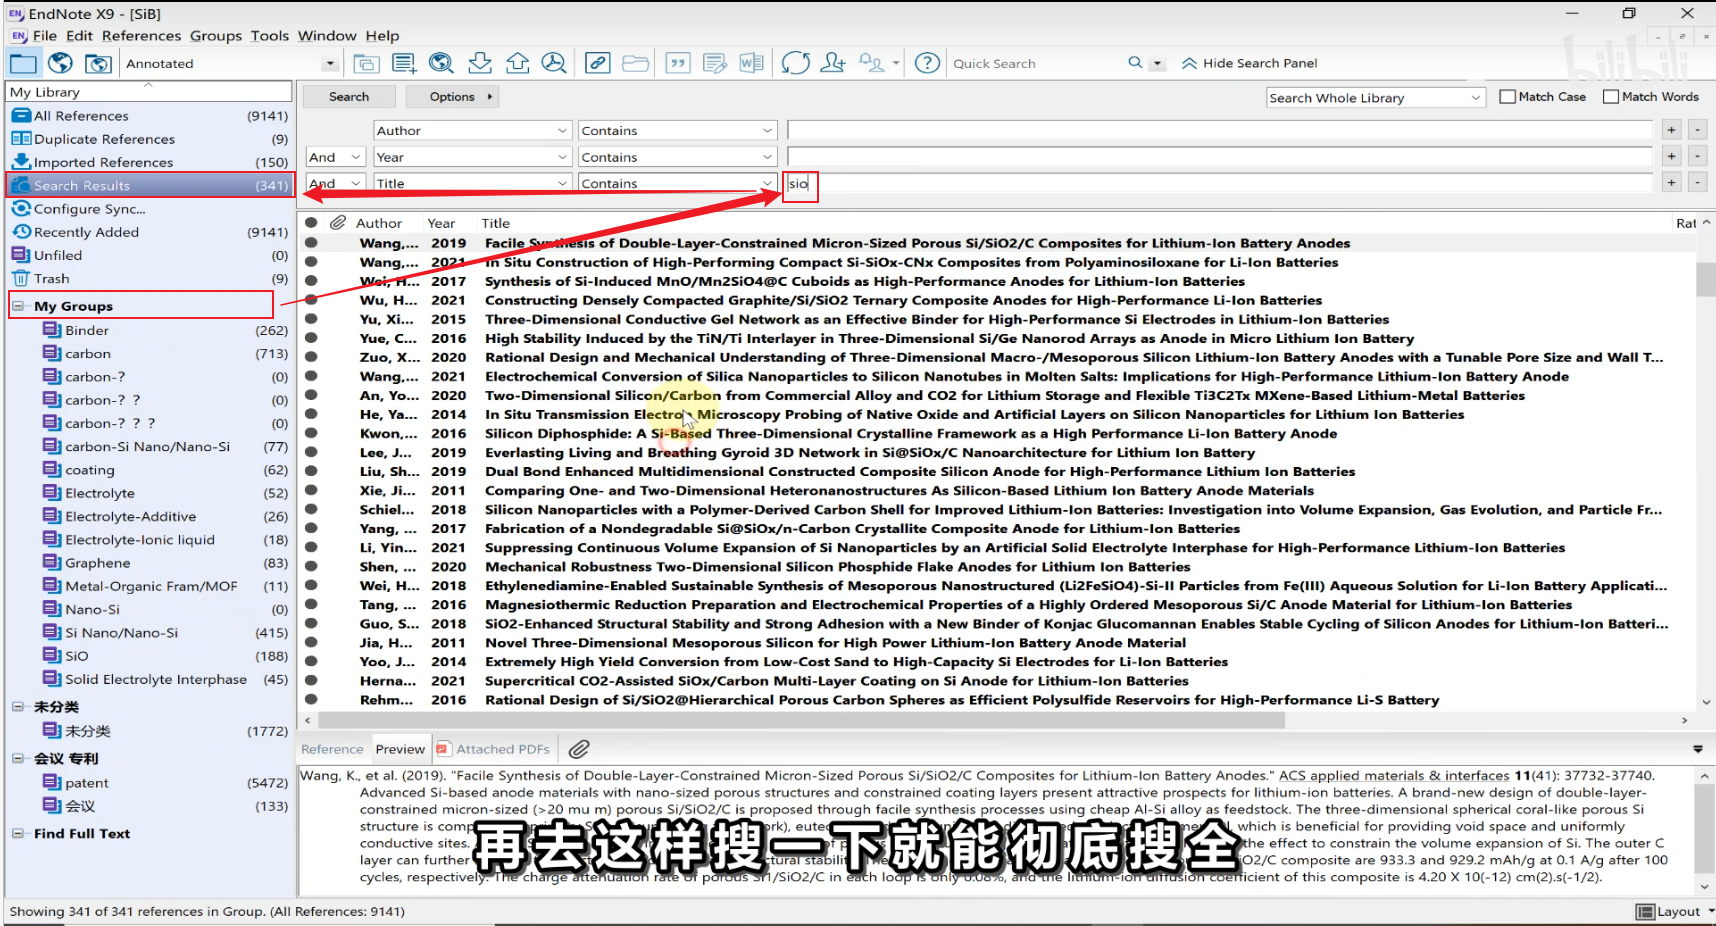 EndNote X9 - [SiB]
File Edit References Groups Tools Window Help
Annotated
Quick Search
Hide Search Panel
bilibili
My Library
Search
Options
Search Whole Library
Match Case
Match Words
Author Contains
And Year Contains
And Title Contains sio
All References (9141)
Duplicate References (9)
Imported References (150)
Search Results (341)
Configure Sync...
Recently Added (9141)
Unfiled (0)
Trash (9)
My Groups
Binder (262)
carbon (713)
carbon-? (0)
carbon-? ? (0)
carbon-? ? ? (0)
carbon-Si Nano/Nano-Si (77)
coating (62)
Electrolyte (52)
Electrolyte-Additive (26)
Electrolyte-Ionic liquid (18)
Graphene (83)
Metal-Organic Fram/MOF (11)
Nano-Si (0)
Si Nano/Nano-Si (415)
SiO (188)
Solid Electrolyte Interphase (45)
未分类
未分类 (1772)
会议 专利
patent (5472)
会议 (133)
Find Full Text
Author Year Title Rat
Wang,... 2019 Facile Synthesis of Double-Layer-Constrained Micron-Sized Porous Si/SiO2/C Composites for Lithium-Ion Battery Anodes
Wang,... 2021 In Situ Construction of High-Performing Compact Si-SiOx-CNx Composites from Polyaminosiloxane for Li-Ion Batteries
Wei, H... 2017 Synthesis of Si-Induced MnO/Mn2SiO4@C Cuboids as High-Performance Anodes for Lithium-Ion Batteries
Wu, H... 2021 Constructing Densely Compacted Graphite/Si/SiO2 Ternary Composite Anodes for High-Performance Li-Ion Batteries
Yu, Xi... 2015 Three-Dimensional Conductive Gel Network as an Effective Binder for High-Performance Si Electrodes in Lithium-Ion Batteries
Yue, C... 2016 High Stability Induced by the TiN/Ti Interlayer in Three-Dimensional Si/Ge Nanorod Arrays as Anode in Micro Lithium Ion Battery
Zuo, X... 2020 Rational Design and Mechanical Understanding of Three-Dimensional Macro-/Mesoporous Silicon Lithium-Ion Battery Anodes with a Tunable Pore Size and Wall T...
Wang,... 2021 Electrochemical Conversion of Silica Nanoparticles to Silicon Nanotubes in Molten Salts: Implications for High-Performance Lithium-Ion Battery Anode
An, Yo... 2020 Two-Dimensional Silicon/Carbon from Commercial Alloy and CO2 for Lithium Storage and Flexible Ti3C2Tx MXene-Based Lithium-Metal Batteries
He, Ya... 2014 In Situ Transmission Electron Microscopy Probing of Native Oxide and Artificial Layers on Silicon Nanoparticles for Lithium Ion Batteries
Kwon,... 2016 Silicon Diphosphide: A Si-Based Three-Dimensional Crystalline Framework as a High Performance Li-Ion Battery Anode
Lee, J... 2019 Everlasting Living and Breathing Gyroid 3D Network in Si@SiOx/C Nanoarchitecture for Lithium Ion Battery
Liu, Sh... 2019 Dual Bond Enhanced Multidimensional Constructed Composite Silicon Anode for High-Performance Lithium Ion Batteries
Xie, Ji... 2011 Comparing One- and Two-Dimensional Heteronanostructures As Silicon-Based Lithium Ion Battery Anode Materials
Schiel... 2018 Silicon Nanoparticles with a Polymer-Derived Carbon Shell for Improved Lithium-Ion Batteries: Investigation into Volume Expansion, Gas Evolution, and Particle Fr...
Yang, ... 2017 Fabrication of a Nondegradable Si@SiOx/n-Carbon Crystallite Composite Anode for Lithium-Ion Batteries
Li, Yin... 2021 Suppressing Continuous Volume Expansion of Si Nanoparticles by an Artificial Solid Electrolyte Interphase for High-Performance Lithium-Ion Batteries
Shen, ... 2020 Mechanical Robustness Two-Dimensional Silicon Phosphide Flake Anodes for Lithium Ion Batteries
Wei, H... 2018 Ethylenediamine-Enabled Sustainable Synthesis of Mesoporous Nanostructured (Li2FeSiO4)-Si-II Particles from Fe(III) Aqueous Solution for Li-Ion Battery Applicati...
Tang, ... 2016 Magnesiothermic Reduction Preparation and Electrochemical Properties of a Highly Ordered Mesoporous Si/C Anode Material for Lithium-Ion Batteries
Guo, S... 2018 SiO2-Enhanced Structural Stability and Strong Adhesion with a New Binder of Konjac Glucomannan Enables Stable Cycling of Silicon Anodes for Lithium-Ion Batteri...
Jia, H... 2011 Novel Three-Dimensional Mesoporous Silicon for High Power Lithium-Ion Battery Anode Material
Yoo, J... 2014 Extremely High Yield Conversion from Low-Cost Sand to High-Capacity Si Electrodes for Li-Ion Batteries
Herna... 2021 Supercritical CO2-Assisted SiOx/Carbon Multi-Layer Coating on Si Anode for Lithium-Ion Batteries
Rehm... 2016 Rational Design of Si/SiO2@Hierarchical Porous Carbon Spheres as Efficient Polysulfide Reservoirs for High-Performance Li-S Battery
Reference Preview Attached PDFs
Wang, K., et al. (2019). "Facile Synthesis of Double-Layer-Constrained Micron-Sized Porous Si/SiO2/C Composites for Lithium-Ion Battery Anodes." ACS applied materials & interfaces 11(41): 37732-37740.
Advanced Si-based anode materials with nano-sized porous structures and constrained coating layers present attractive prospects for lithium-ion batteries. A brand-new design of double-layer-
constrained micron-sized (>20 mu m) porous Si/SiO2/C is proposed through facile synthesis processes using cheap Al-Si alloy as feedstock. The three-dimensional spherical coral-like porous Si
structure is which is beneficial for providing void space and uniformly
conductive sites. the effect to constrain the volume expansion of Si. The outer C
layer can further O2/C composite are 933.3 and 929.2 mAh/g at 0.1 A/g after 100
cycles, respectively. The charge attenuation rate of porous Si/SiO2/C in each loop is only 0.08%, and the lithium-ion diffusion coefficient of this composite is 4.20 X 10(-12) cm(2).s(-1/2).
再去这样搜一下就能彻底搜全
Showing 341 of 341 references in Group. (All References: 9141)
Layout